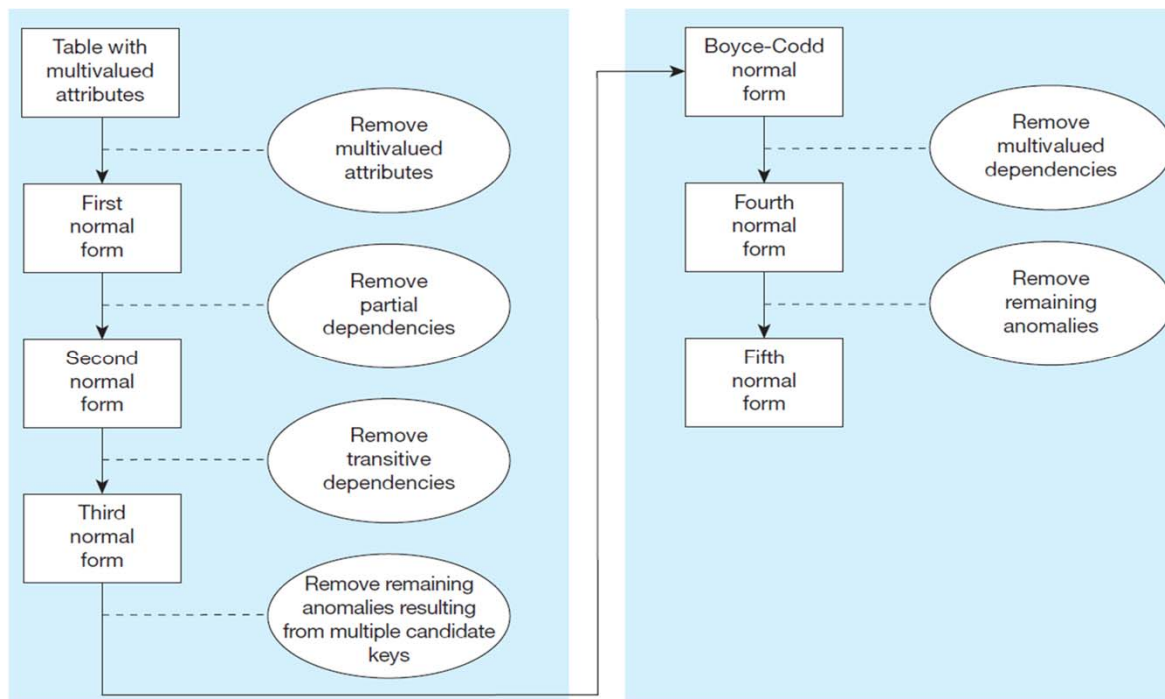 Table with
multivalued
attributes
Remove
multivalued
attributes
First
normal
form
Remove
partial
dependencies
Second
normal
form
Remove
transitive
dependencies
Third
normal
form
Remove remaining
anomalies resulting
from multiple candidate
keys
Boyce-Codd
normal
form
Remove
multivalued
dependencies
Fourth
normal
form
Remove
remaining
anomalies
Fifth
normal
form